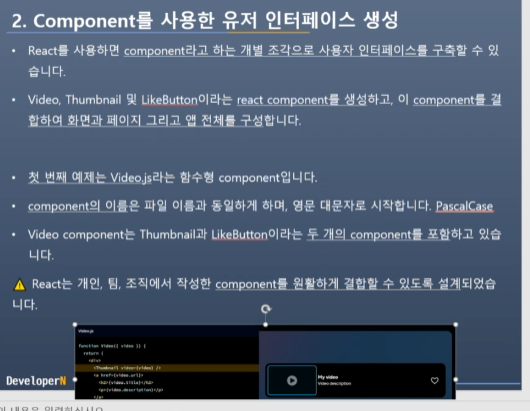 2. Component를 사용한 유저 인터페이스 생성
• React를 사용하면 component라고 하는 개별 조각으로 사용자 인터페이스를 구축할 수 있
습니다.
• Video, Thumbnail 및 LikeButton이라는 react component를 생성하고, 이 component를 결
합하여 화면과 페이지 그리고 앱 전체를 구성합니다.
• 첫 번째 예제는 Video.js라는 함수형 component입니다.
• component의 이름은 파일 이름과 동일하게 하며, 영문 대문자로 시작합니다. PascalCase
• Video component는 Thumbnail과 LikeButton이라는 두 개의 component를 포함하고 있습
니다.
⚠ React는 개인, 팀, 조직에서 작성한 component를 원활하게 결합할 수 있도록 설계되었습
니다.
Video.js
function Video({ video }) {
return (
<div>
<Thumbnail video={video} />
<a href={video.url}>
<h3>{video.title}</h3>
<p>{video.description}</p>
</a>
My video
Video description
DeveloperN